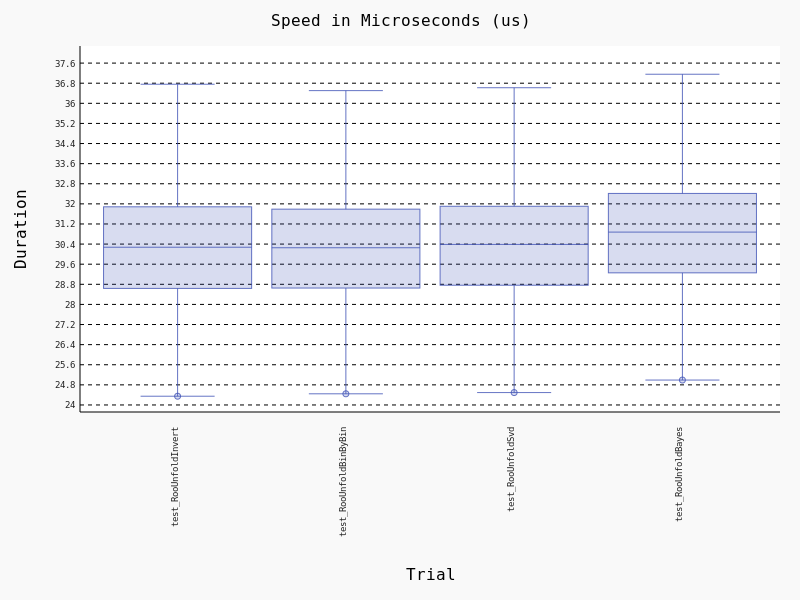 Speed in Microseconds (us)
Duration
37.6
36.8
36
35.2
34.4
33.6
32.8
32
31.2
30.4
29.6
28.8
28
27.2
26.4
25.6
24.8
24
test_RooUnfoldInvert
test_RooUnfoldBinByBin
test_RooUnfoldSvd
test_RooUnfoldBayes
Trial